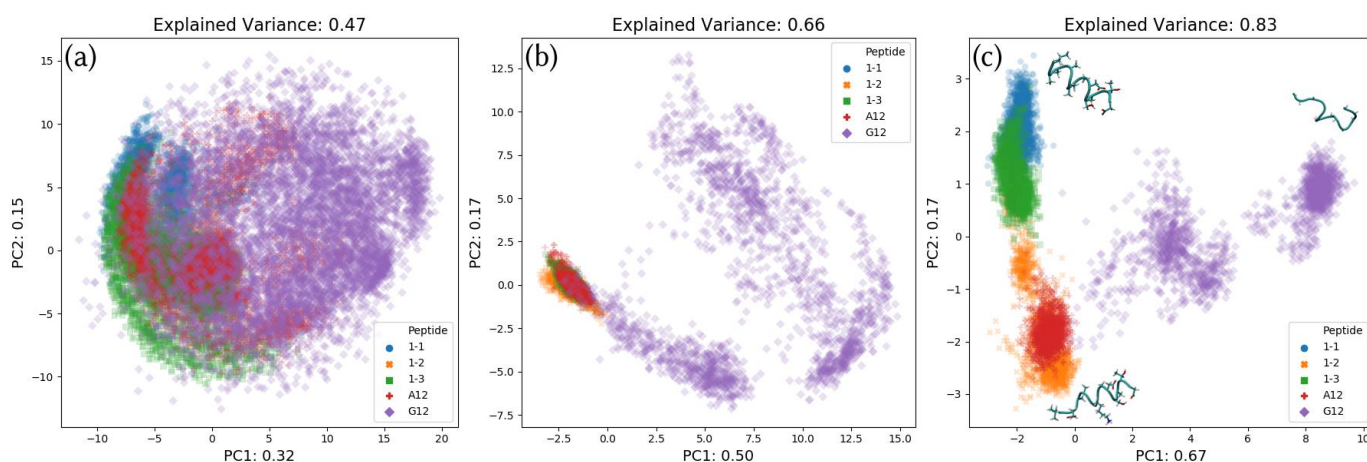 Explained Variance: 0.47
(a)
15
10
5
0
−5
−10
PC2: 0.15
−10 −5 0 5 10 15 20
PC1: 0.32
Peptide
1-1
1-2
1-3
A12
G12
Explained Variance: 0.66
(b)
12.5
10.0
7.5
5.0
2.5
0.0
−2.5
−5.0
−7.5
PC2: 0.17
−2.5 0.0 2.5 5.0 7.5 10.0 12.5 15.0
PC1: 0.50
Peptide
1-1
1-2
1-3
A12
G12
Explained Variance: 0.83
(c)
3
2
1
0
−1
−2
−3
PC2: 0.17
−2 0 2 4 6 8 10
PC1: 0.67
Peptide
1-1
1-2
1-3
A12
G12